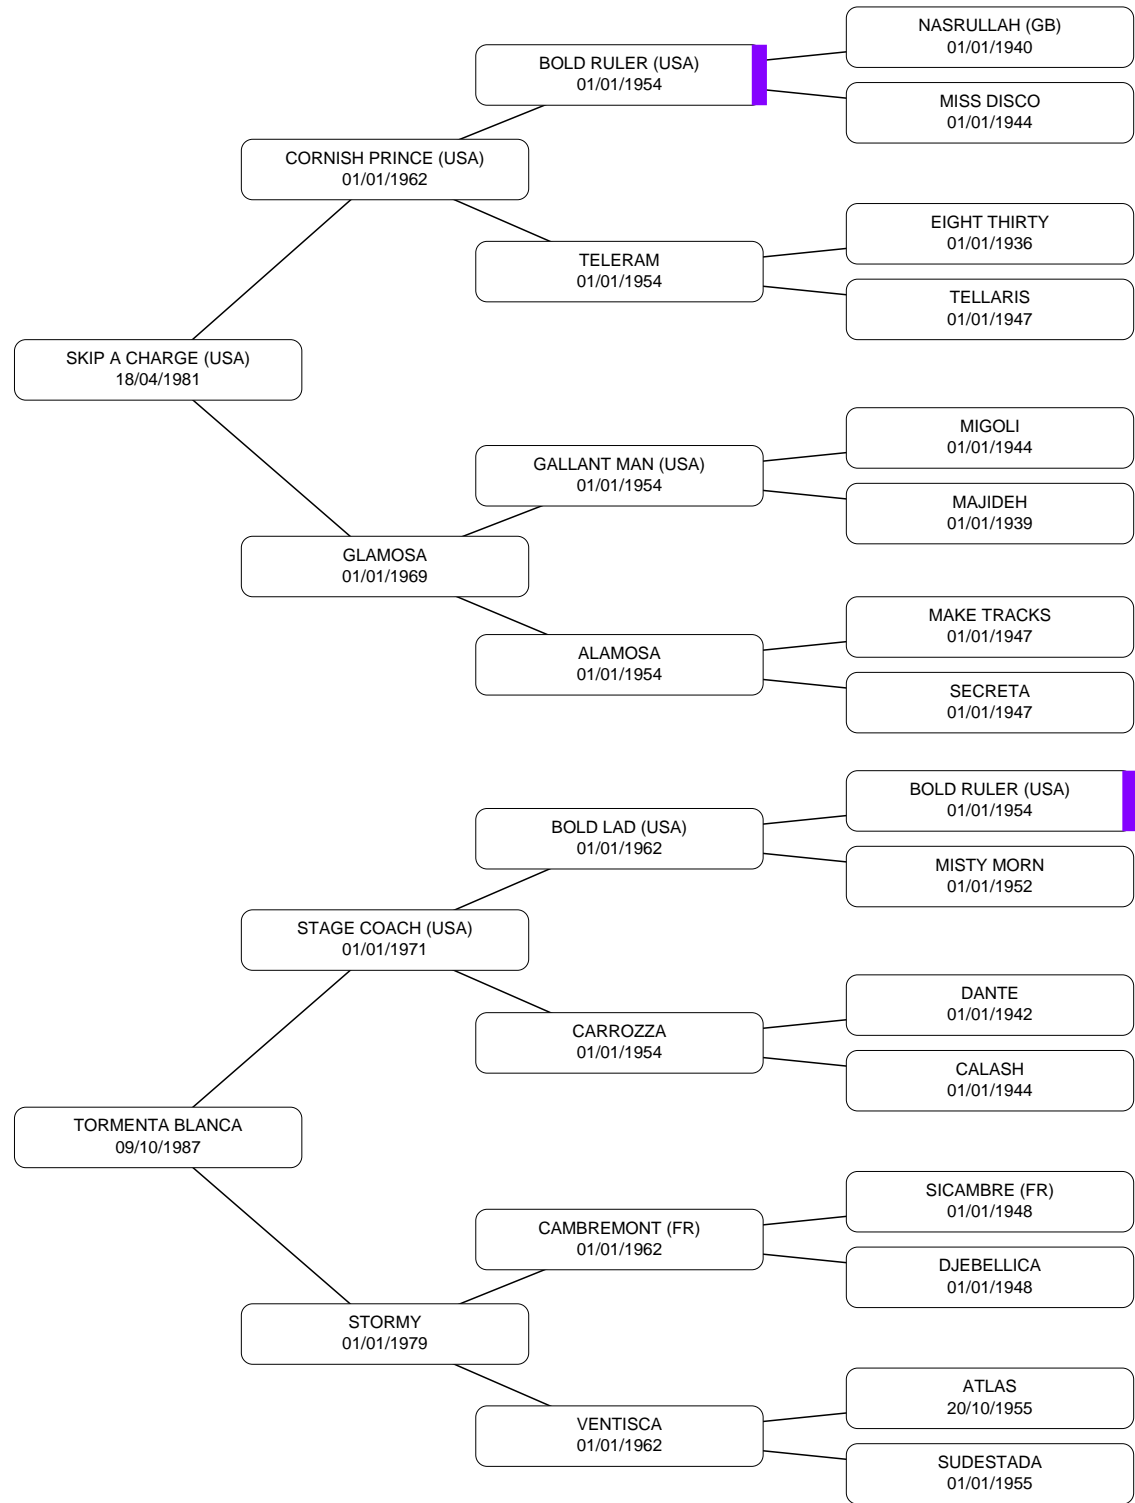 NASRULLAH (GB)
01/01/1940
BOLD RULER (USA)
01/01/1954
MISS DISCO
01/01/1944
CORNISH PRINCE (USA)
01/01/1962
EIGHT THIRTY
01/01/1936
TELERAM
01/01/1954
TELLARIS
01/01/1947
SKIP A CHARGE (USA)
18/04/1981
MIGOLI
01/01/1944
GALLANT MAN (USA)
01/01/1954
MAJIDEH
01/01/1939
GLAMOSA
01/01/1969
MAKE TRACKS
01/01/1947
ALAMOSA
01/01/1954
SECRETA
01/01/1947
BOLD RULER (USA)
01/01/1954
BOLD LAD (USA)
01/01/1962
MISTY MORN
01/01/1952
STAGE COACH (USA)
01/01/1971
DANTE
01/01/1942
CARROZZA
01/01/1954
CALASH
01/01/1944
TORMENTA BLANCA
09/10/1987
SICAMBRE (FR)
01/01/1948
CAMBREMONT (FR)
01/01/1962
DJEBELLICA
01/01/1948
STORMY
01/01/1979
ATLAS
20/10/1955
VENTISCA
01/01/1962
SUDESTADA
01/01/1955